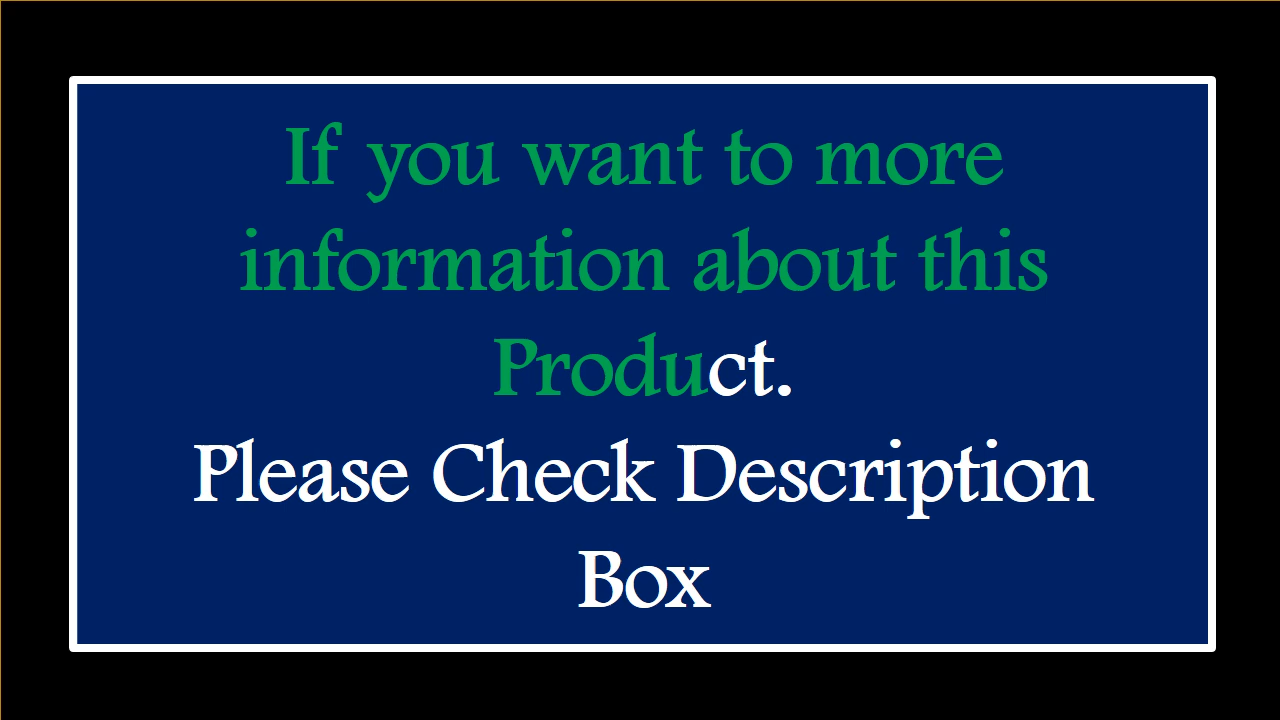 If you want to more
information about this
Product.
Please Check Description
Box